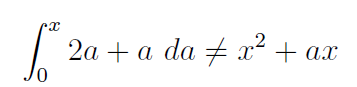 ∫₀ˣ 2a + a da ≠ x² + ax